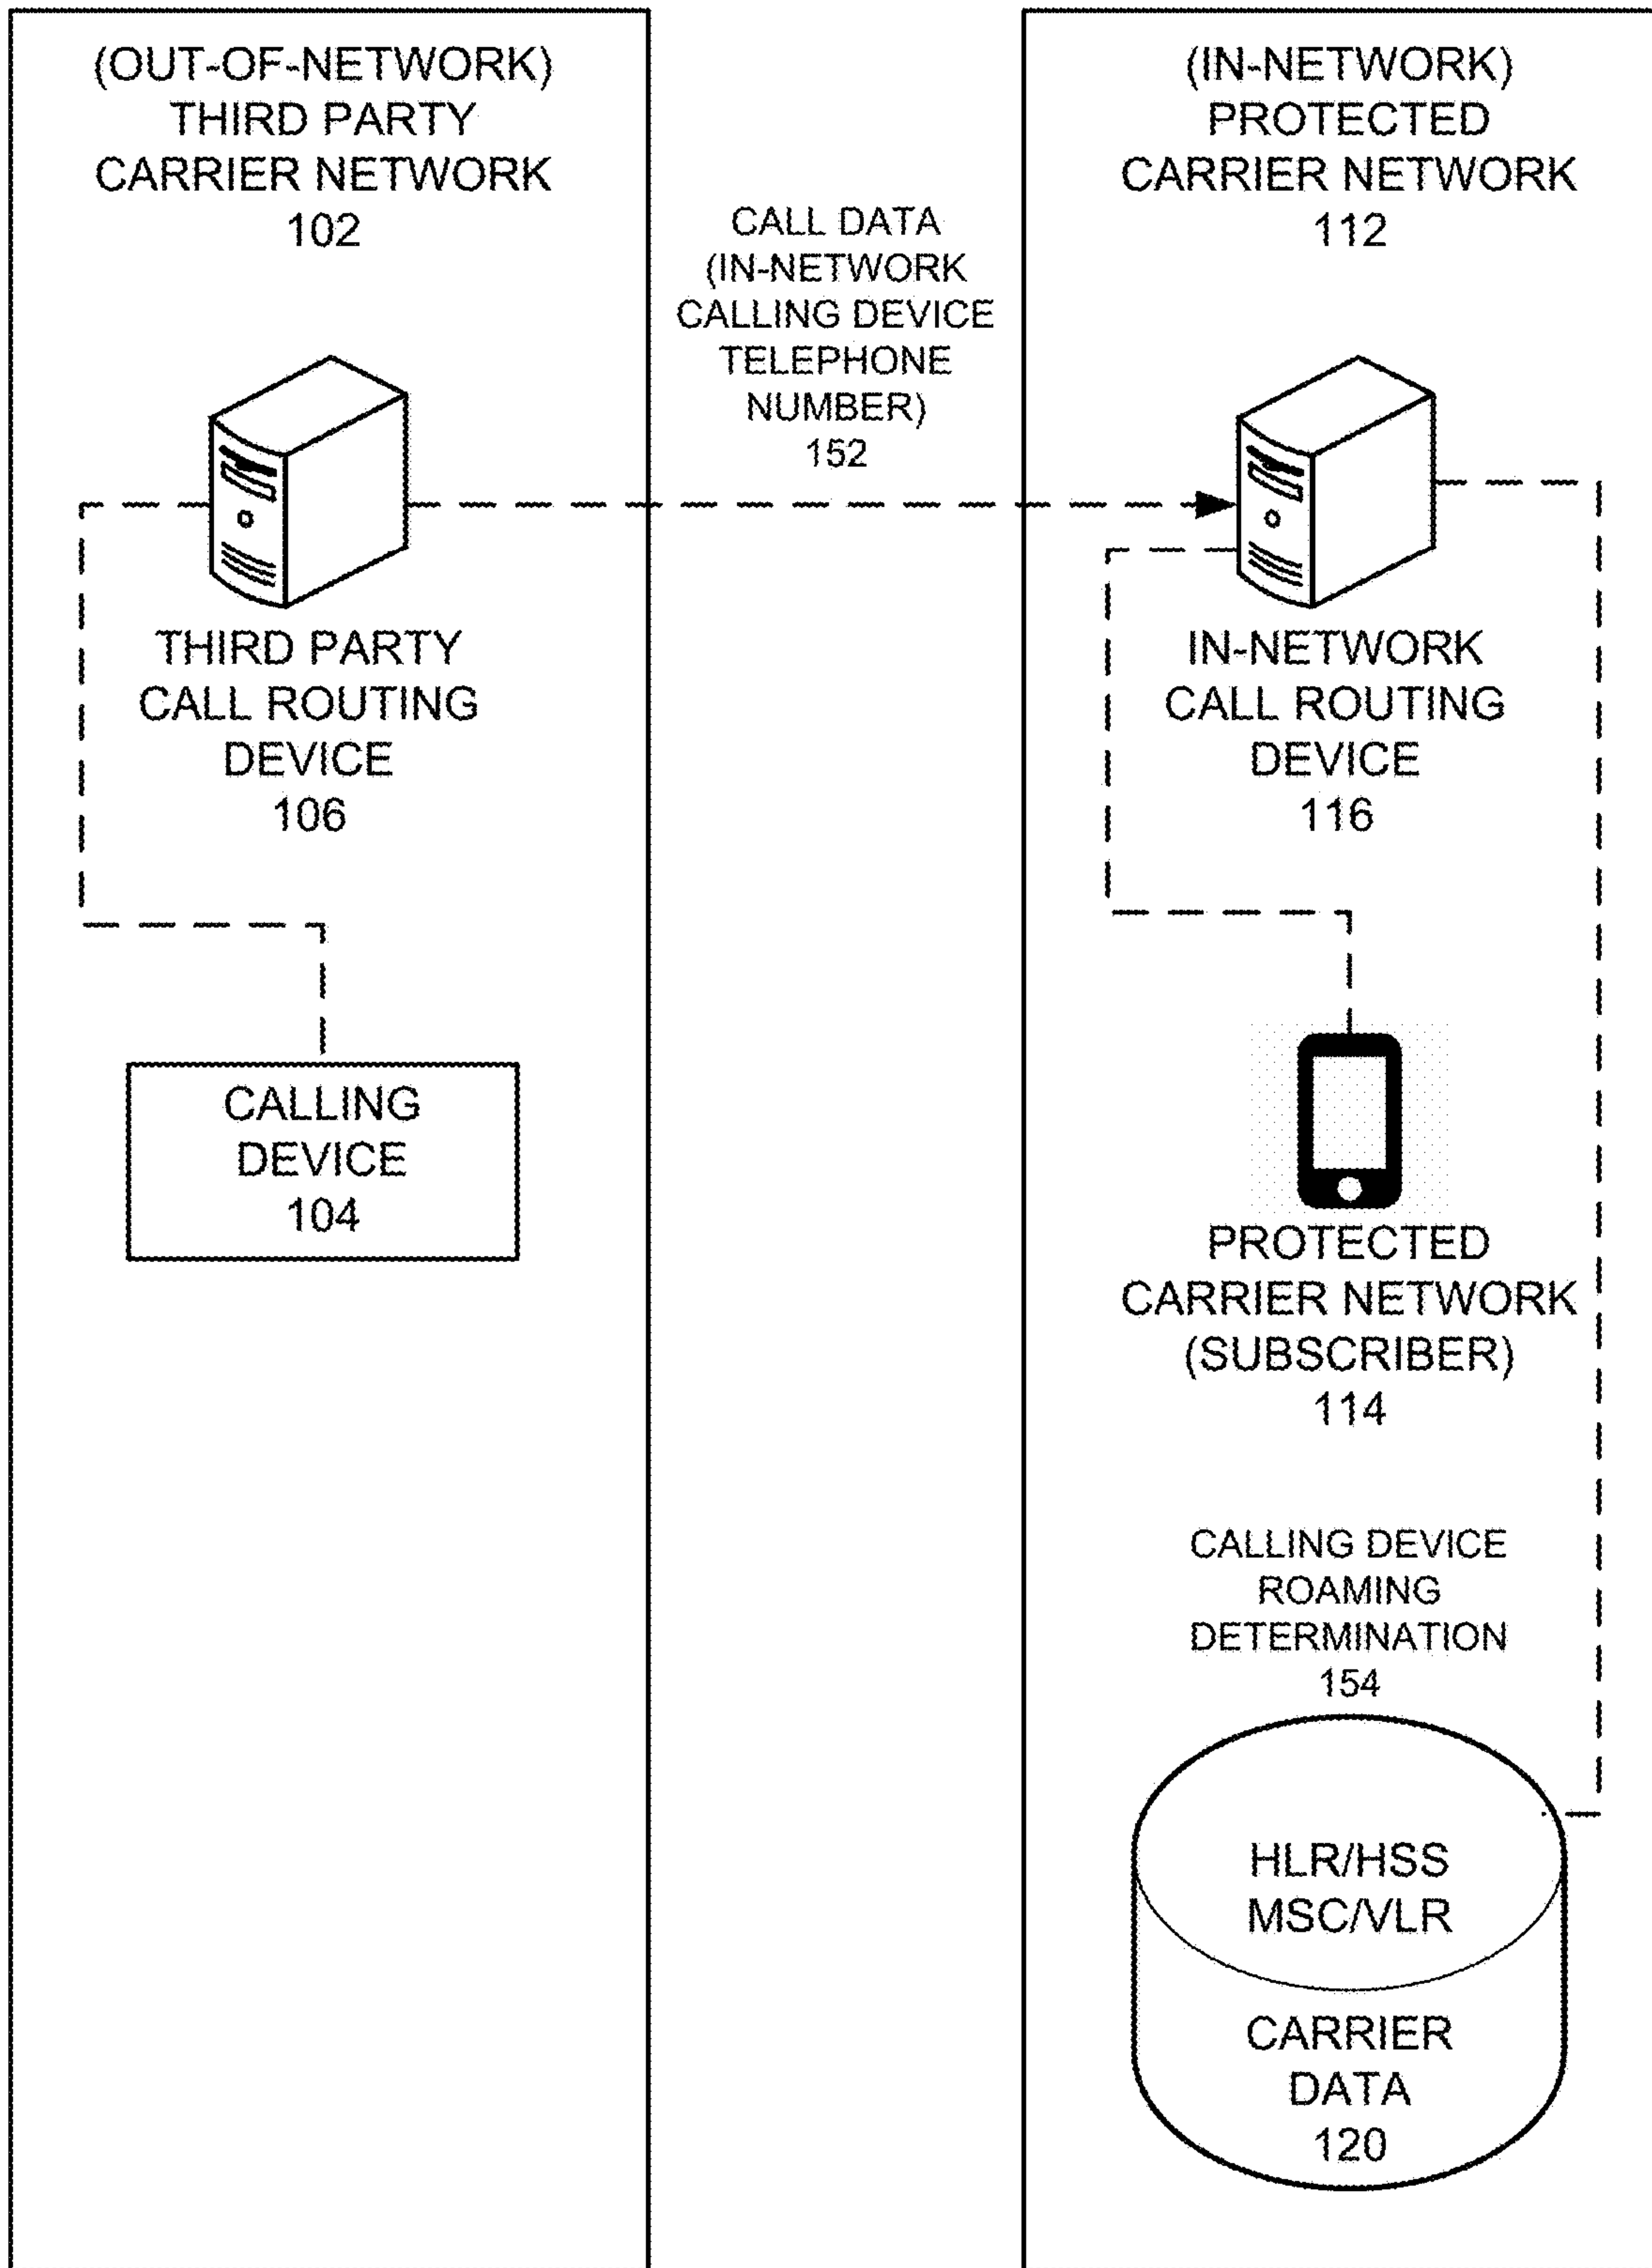 (OUT-OF-NETWORK)
THIRD PARTY
CARRIER NETWORK
102
THIRD PARTY
CALL ROUTING
DEVICE
106
CALLING
DEVICE
104
CALL DATA
(IN-NETWORK
CALLING DEVICE
TELEPHONE
NUMBER)
152
(IN-NETWORK)
PROTECTED
CARRIER NETWORK
112
IN-NETWORK
CALL ROUTING
DEVICE
116
PROTECTED
CARRIER NETWORK
(SUBSCRIBER)
114
CALLING DEVICE
ROAMING
DETERMINATION
154
HLR/HSS
MSC/VLR
CARRIER
DATA
120